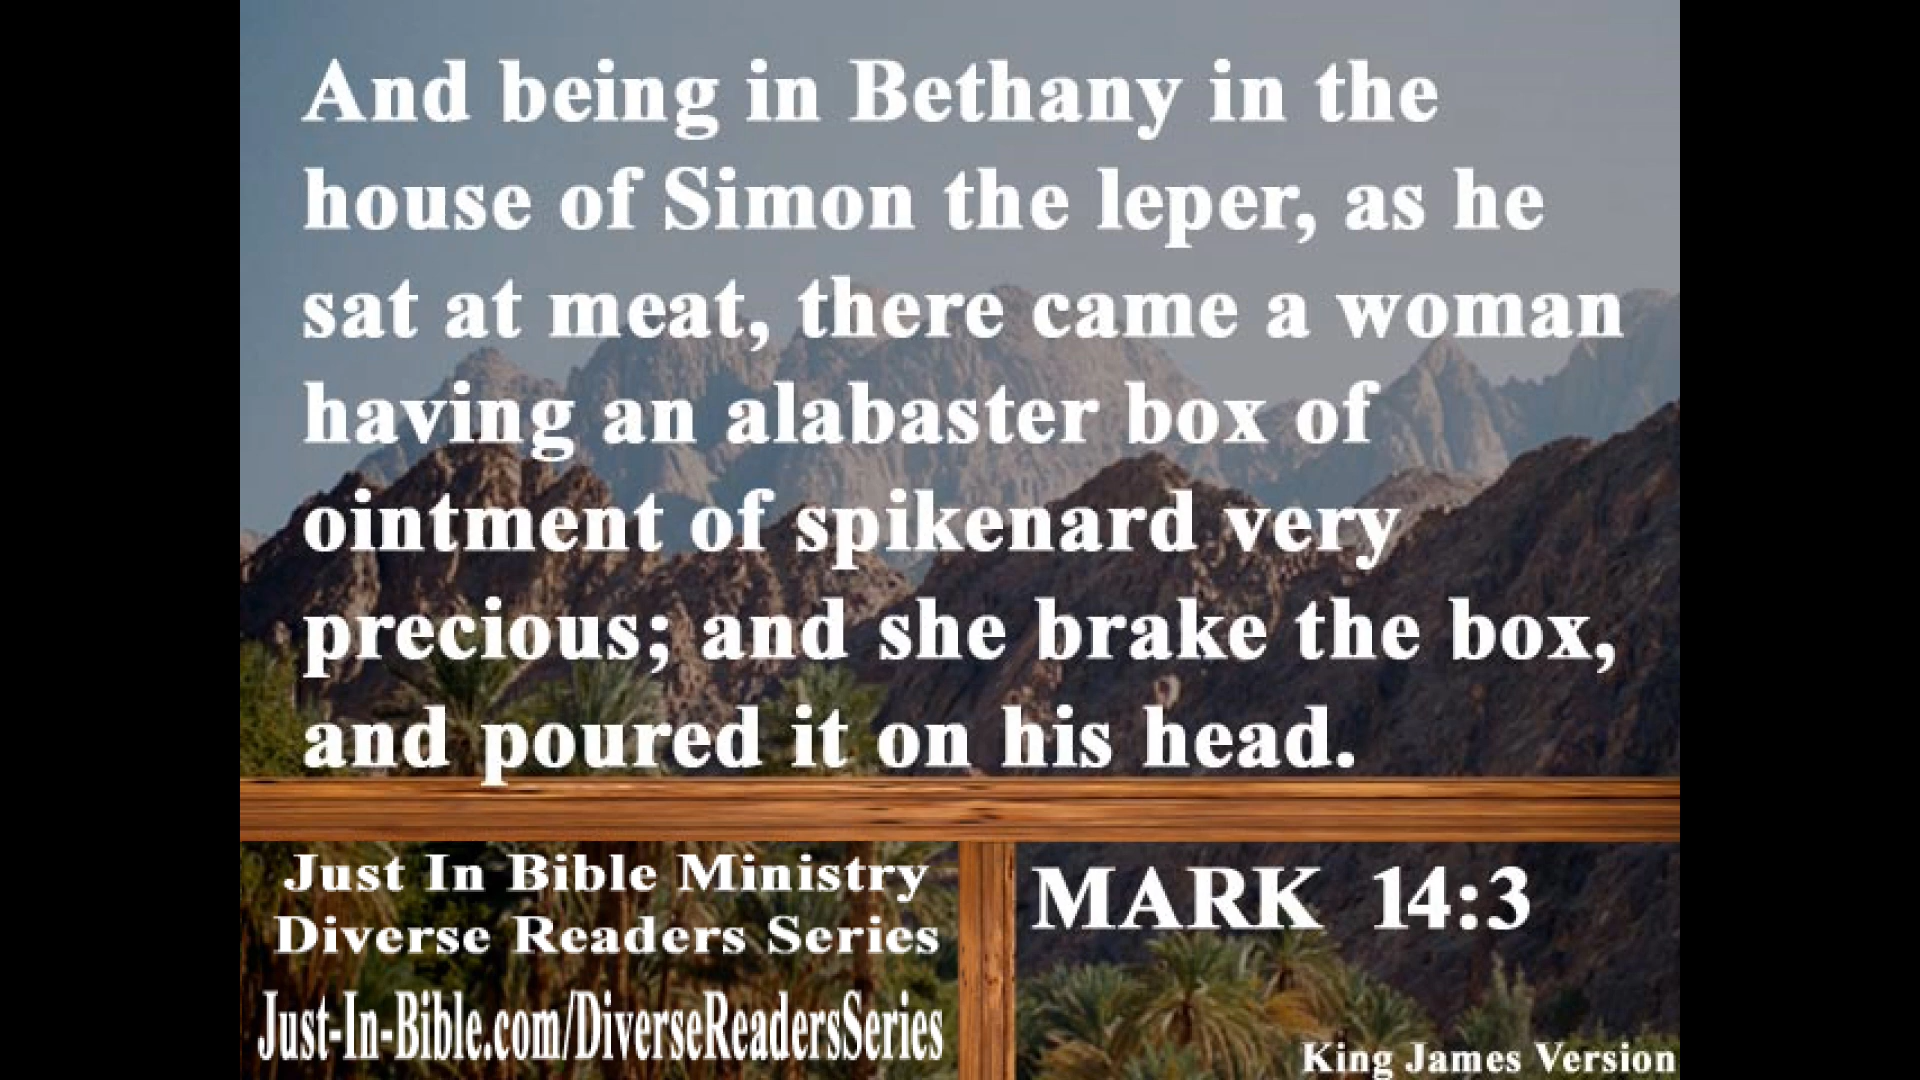 And being in Bethany in the
house of Simon the leper, as he
sat at meat, there came a woman
having an alabaster box of
ointment of spikenard very
precious; and she brake the box,
and poured it on his head.
Just In Bible Ministry
Diverse Readers Series
Just-In-Bible.com/DiverseReadersSeries
MARK 14:3
King James Version